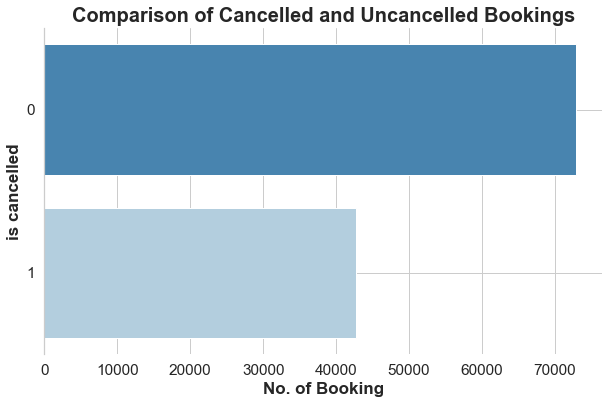 Comparison of Cancelled and Uncancelled Bookings
is cancelled
0
1
0 10000 20000 30000 40000 50000 60000 70000
No. of Booking